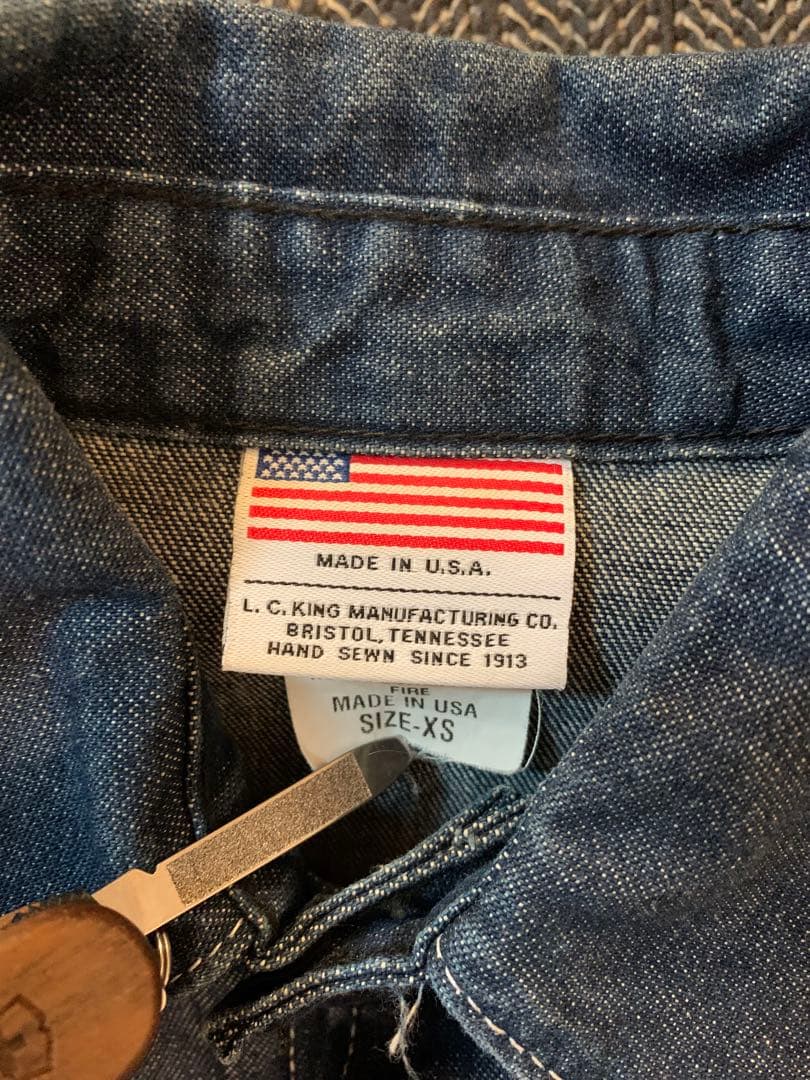 MADE IN U.S.A.
L. C. KING MANUFACTURING CO.
BRISTOL, TENNESSEE
HAND SEWN SINCE 1913
FIRE
MADE IN USA
SIZE-XS